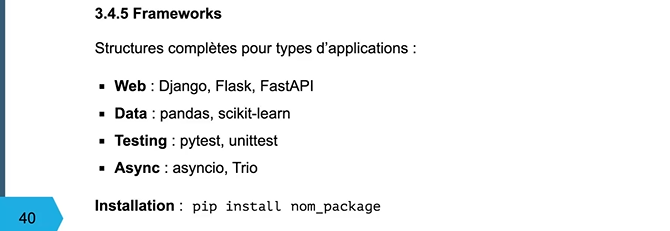 3.4.5 Frameworks
Structures complètes pour types d’applications :
▪ Web : Django, Flask, FastAPI
▪ Data : pandas, scikit-learn
▪ Testing : pytest, unittest
▪ Async : asyncio, Trio
Installation : pip install nom_package
40